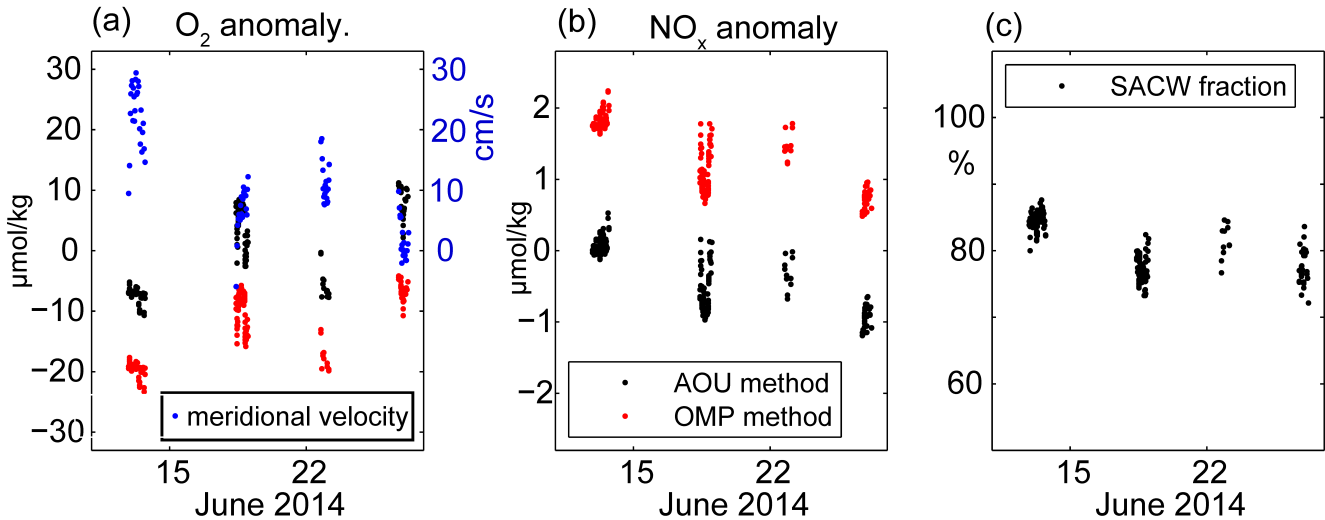 (a) O₂ anomaly.
30
20
10
0
−10
−20
−30
μmol/kg
30
20
10
0
cm/s
meridional velocity
15 22
June 2014
(b) NOₓ anomaly
2
1
0
−1
−2
μmol/kg
AOU method
OMP method
15 22
June 2014
(c)
SACW fraction
100
%
80
60
15 22
June 2014